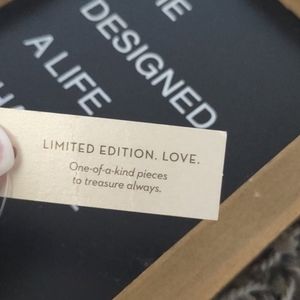 DESIGNED
A LIFE
LIMITED EDITION. LOVE.
One-of-a-kind pieces
to treasure always.